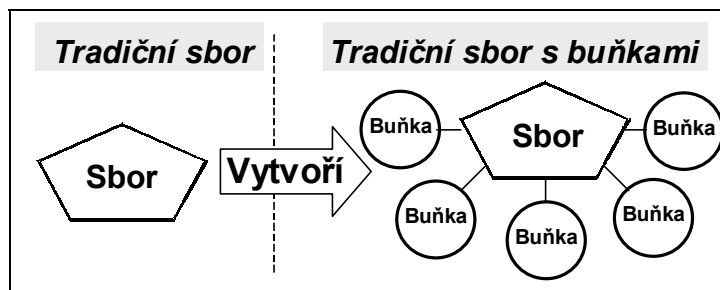 Tradiční sbor
Tradiční sbor s buňkami
Sbor
Vytvoří
Buňka
Sbor
Buňka
Buňka
Buňka
Buňka